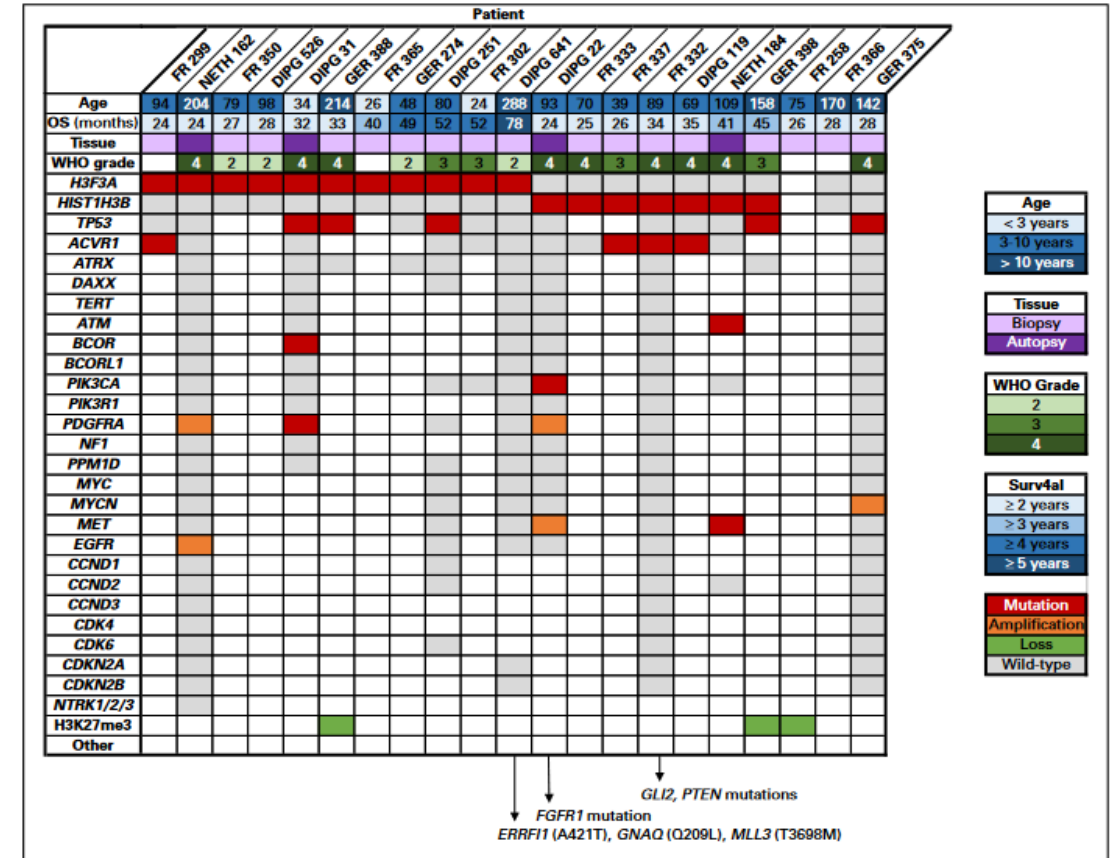 Patient
FR 299 NETH 162 FR 350 DIPG 526 DIPG 31 GER 388 FR 365 GER 274 DIPG 251 FR 302 DIPG 641 DIPG 22 FR 333 FR 337 FR 332 DIPG 119 NETH 184 GER 398 FR 258 FR 366 GER 375
Age 94 204 79 98 34 214 26 48 80 24 288 93 70 39 89 69 109 158 75 170 142
OS (months) 24 24 27 28 32 33 40 49 52 52 78 24 25 26 34 35 41 45 26 28 28
Tissue
WHO grade 4 2 2 4 4 2 3 3 2 4 4 3 4 4 4 3 4
H3F3A
HIST1H3B
TP53
ACVR1
ATRX
DAXX
TERT
ATM
BCOR
BCORL1
PIK3CA
PIK3R1
PDGFRA
NF1
PPM1D
MYC
MYCN
MET
EGFR
CCND1
CCND2
CCND3
CDK4
CDK6
CDKN2A
CDKN2B
NTRK1/2/3
H3K27me3
Other
GLI2, PTEN mutations
FGFR1 mutation
ERRFI1 (A421T), GNAQ (Q209L), MLL3 (T3698M)
Age
< 3 years
3-10 years
> 10 years
Tissue
Biopsy
Autopsy
WHO Grade
2
3
4
Surv4al
≥ 2 years
≥ 3 years
≥ 4 years
≥ 5 years
Mutation
Amplification
Loss
Wild-type